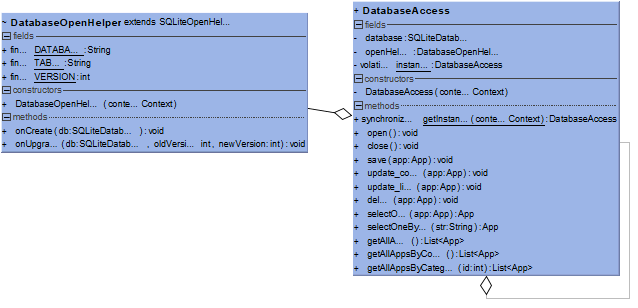 ~ DatabaseOpenHelper extends SQLiteOpenHel...
fields
+ fin... DATABA... :String
+ fin... TAB... :String
+ fin... VERSION:int
constructors
+ DatabaseOpenHel... (conte... Context)
methods
+ onCreate (db:SQLiteDatab... ):void
+ onUpgra... (db:SQLiteDatab... , oldVersi... int, newVersion:int):void
+ DatabaseAccess
fields
- database:SQLiteDatab...
- openHel... :DatabaseOpenHel...
- volati... instan... :DatabaseAccess
constructors
- DatabaseAccess (conte... Context)
methods
+ synchroniz... getInstan... (conte... Context):DatabaseAccess
+ open():void
+ close():void
+ save(app:App):void
+ update_co... (app:App):void
+ update_li... (app:App):void
+ del... (app:App):void
+ selectO... (app:App):App
+ selectOneBy... (str:String):App
+ getAllA... ():List<App>
+ getAllAppsByCo... ():List<App>
+ getAllAppsByCateg... (id:int):List<App>